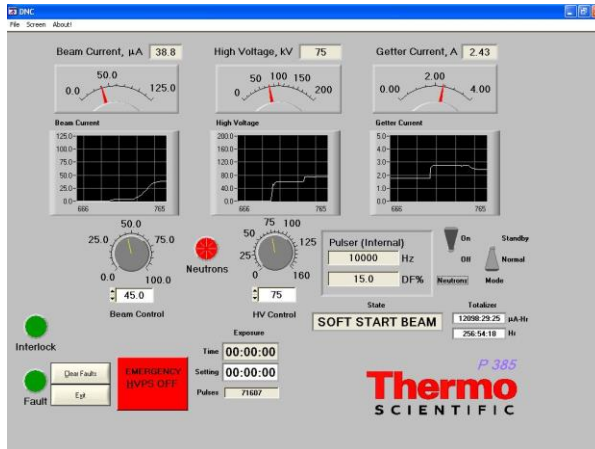 DNC
File Screen About!
Beam Current, µA 38.8
High Voltage, kV 75
Getter Current, A 2.43
0.0 50.0 125.0
0 50 100 150 200
0.00 2.00 4.00
Beam Current
High Voltage
Getter Current
125.0
100.0
75.0
50.0
25.0
0.0
666 765
200.0
160.0
120.0
80.0
40.0
0.0
666 765
5.0
4.0
3.0
2.0
1.0
0.0
666 765
0.0 25.0 50.0 75.0 100.0
45.0
Beam Control
Neutrons
0 25 50 75 100 125 160
75
HV Control
Pulser (Internal)
10000 Hz
15.0 DF%
On
Off
Neutrons
Standby
Normal
Mode
State
SOFT START BEAM
Totalizer
12098:29:25 µA-Hr
256:54:18 Hr
Interlock
Fault
Clear Faults
Exit
EMERGENCY
HVPS OFF
Exposure
Time 00:00:00
Setting 00:00:00
Pulses 71607
P 385
Thermo
SCIENTIFIC